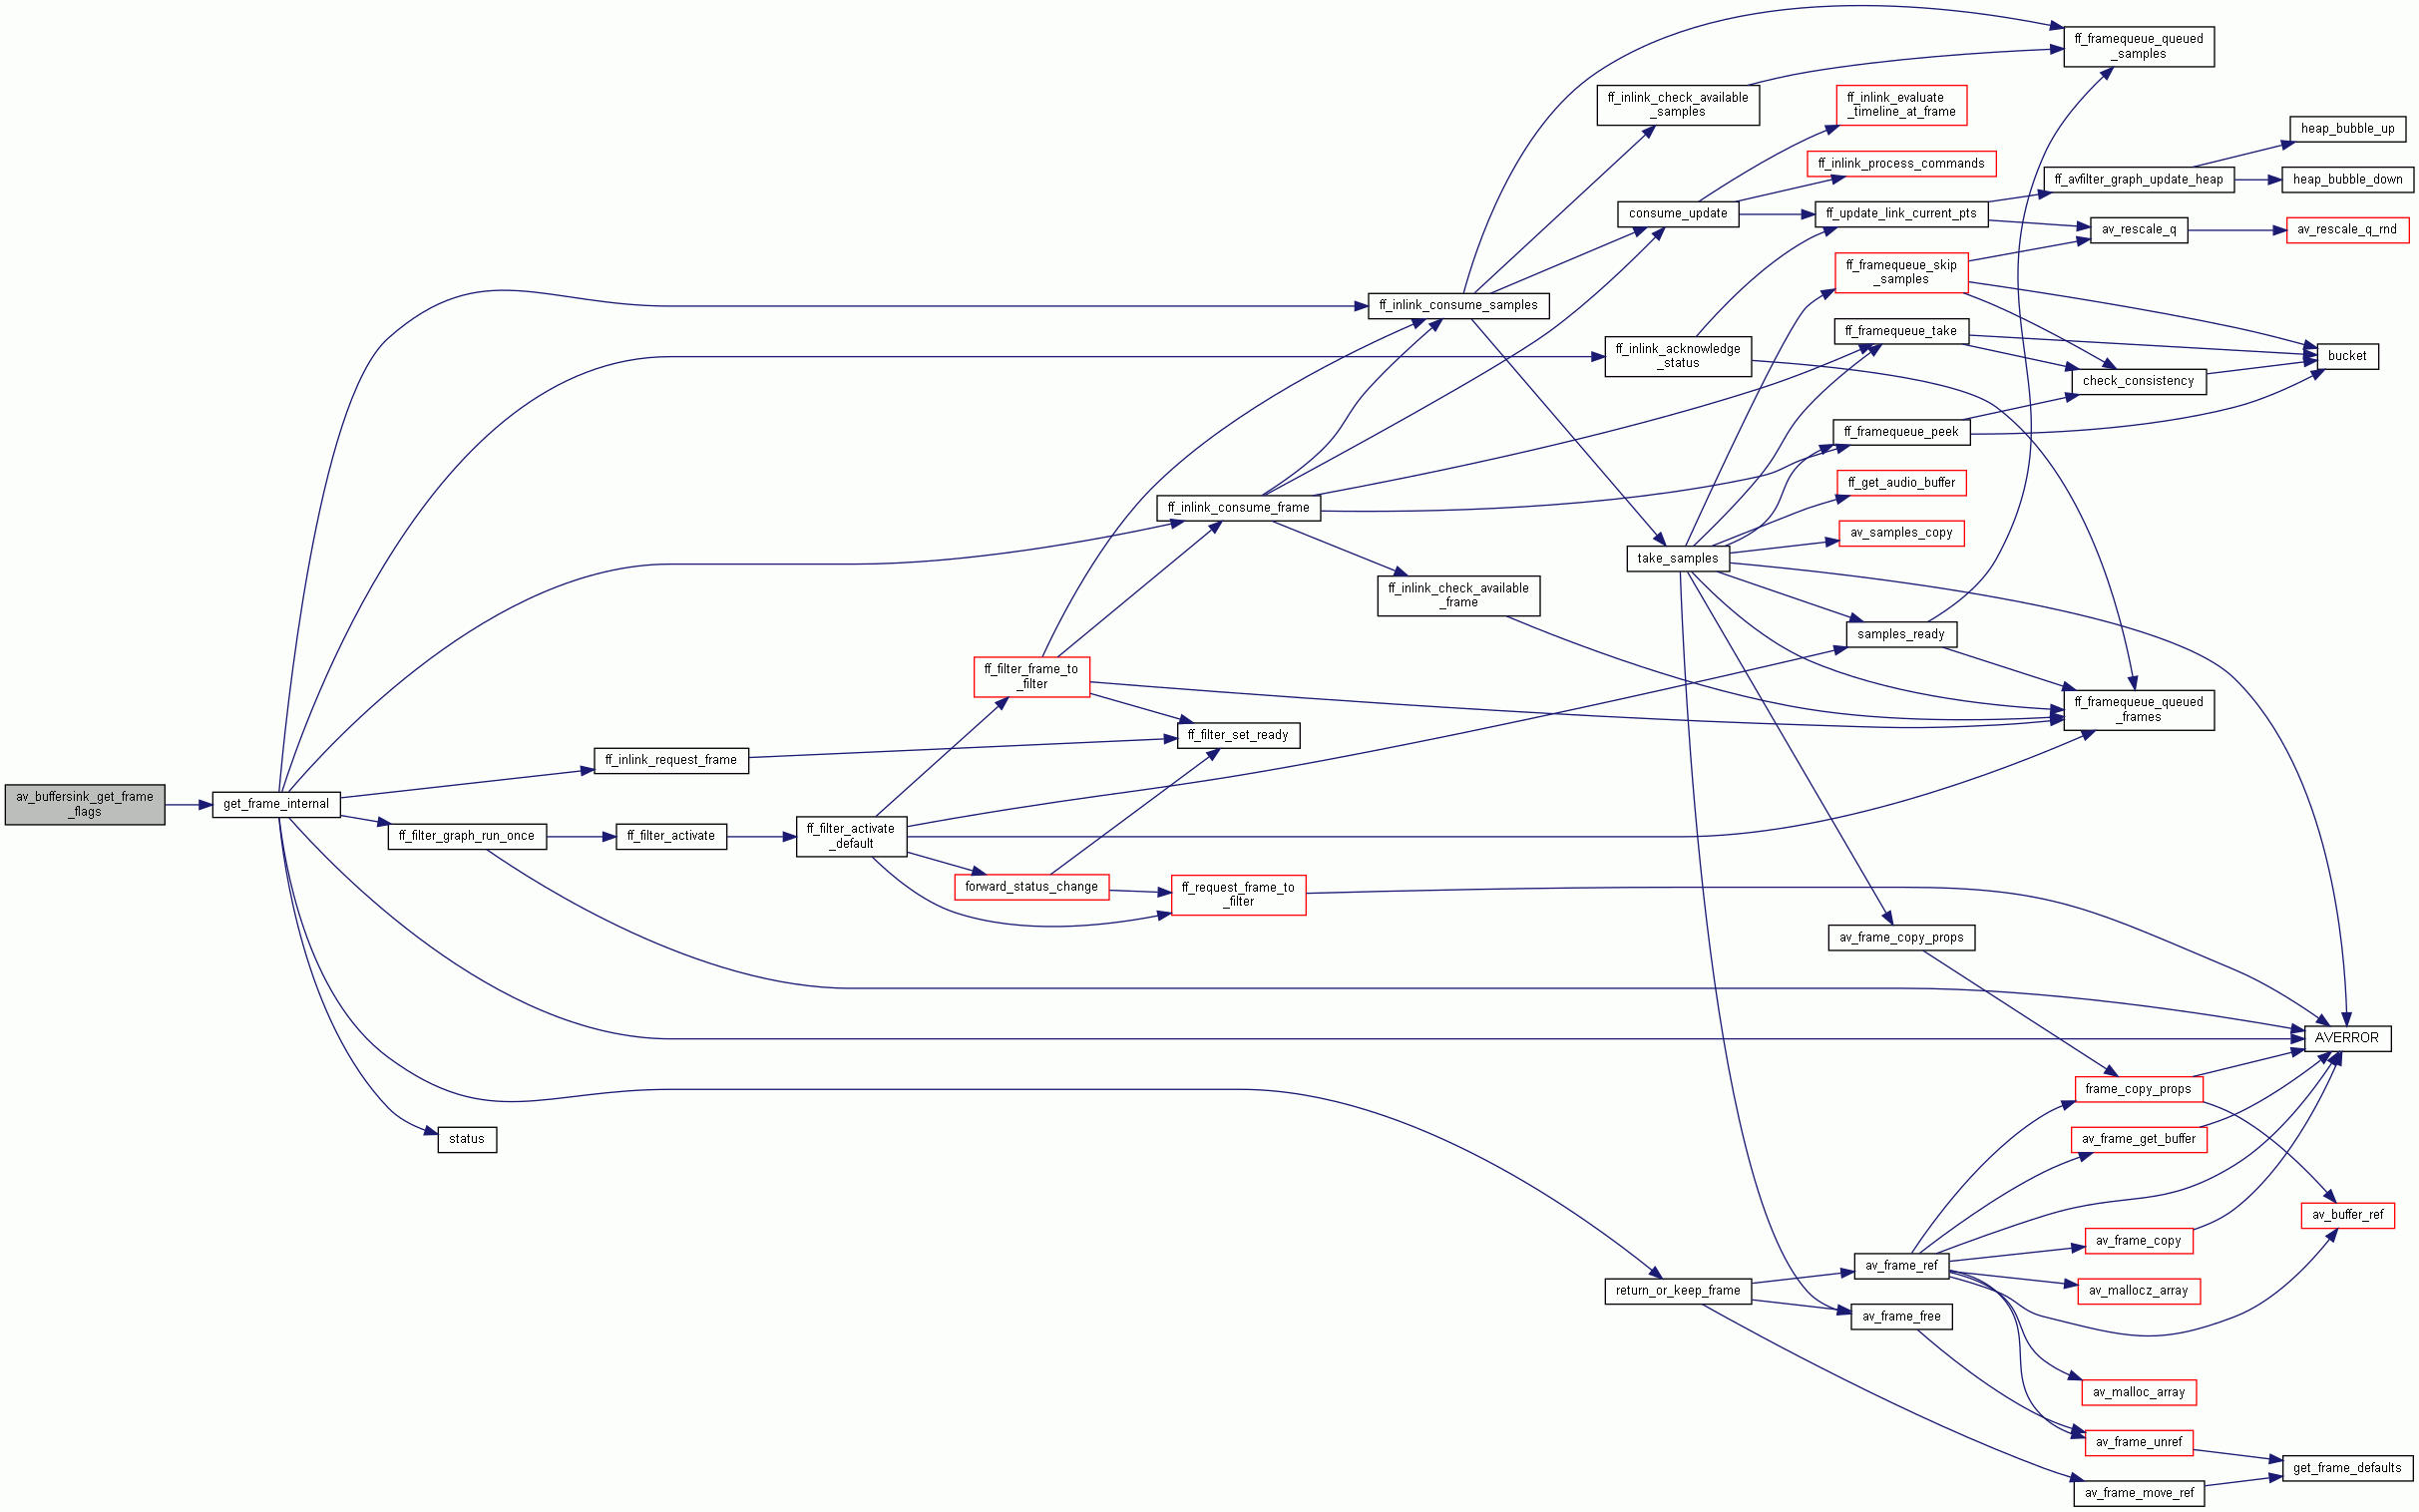 ff_framequeue_queued
_samples
ff_inlink_check_available
_samples
ff_inlink_evaluate
_timeline_at_frame
heap_bubble_up
ff_inlink_process_commands
ff_avfilter_graph_update_heap
heap_bubble_down
consume_update
ff_update_link_current_pts
av_rescale_q
av_rescale_q_rnd
ff_framequeue_skip
_samples
ff_inlink_consume_samples
ff_framequeue_take
ff_inlink_acknowledge
_status
bucket
check_consistency
ff_framequeue_peek
ff_get_audio_buffer
ff_inlink_consume_frame
av_samples_copy
take_samples
ff_inlink_check_available
_frame
samples_ready
ff_filter_frame_to
_filter
ff_framequeue_queued
_frames
ff_filter_set_ready
ff_inlink_request_frame
av_buffersink_get_frame
_flags
get_frame_internal
ff_filter_graph_run_once
ff_filter_activate
ff_filter_activate
_default
forward_status_change
ff_request_frame_to
_filter
av_frame_copy_props
AVERROR
frame_copy_props
status
av_frame_get_buffer
av_buffer_ref
av_frame_copy
av_frame_ref
return_or_keep_frame
av_mallocz_array
av_frame_free
av_malloc_array
av_frame_unref
get_frame_defaults
av_frame_move_ref